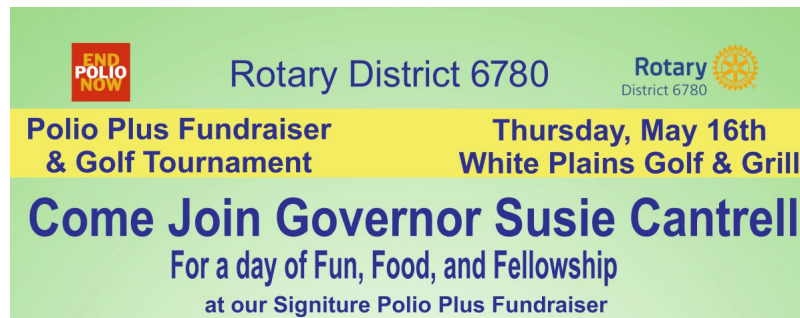 END
POLIO
NOW
Rotary District 6780
Rotary
District 6780
Polio Plus Fundraiser
& Golf Tournament
Thursday, May 16th
White Plains Golf & Grill
Come Join Governor Susie Cantrell
For a day of Fun, Food, and Fellowship
at our Signiture Polio Plus Fundraiser